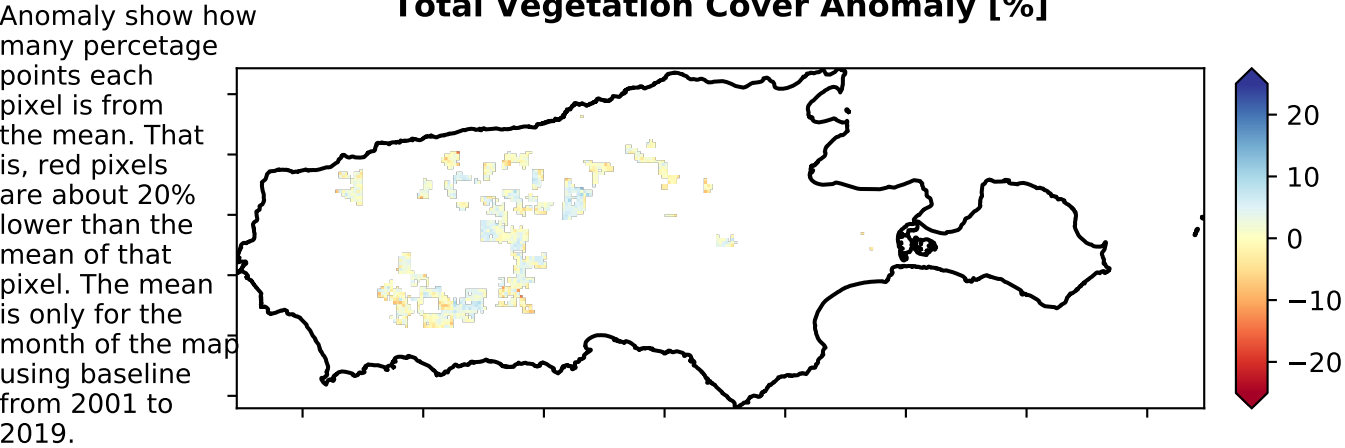 Total Vegetation Cover Anomaly [%]
Anomaly show how
many percetage
points each
pixel is from
the mean. That
is, red pixels
are about 20%
lower than the
mean of that
pixel. The mean
is only for the
month of the map
using baseline
from 2001 to
2019.
20
10
0
−10
−20